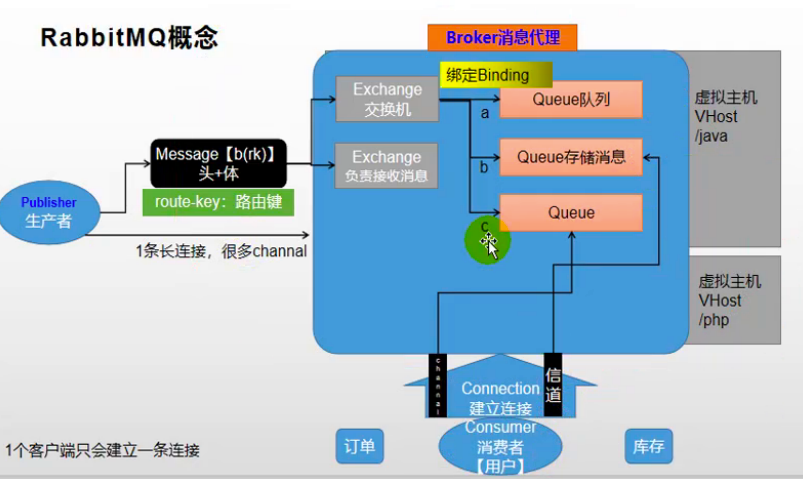 RabbitMQ概念
Broker消息代理
绑定Binding
Exchange
交换机
Queue队列
a
虚拟主机
VHost
/java
Message【b(rk)】
头+体
Exchange
负责接收消息
Queue存储消息
b
route-key：路由键
Publisher
生产者
Queue
c
1条长连接，很多channal
虚拟主机
VHost
/php
channal
信道
Connection
建立连接
Consumer
消费者
【用户】
订单
库存
1个客户端只会建立一条连接